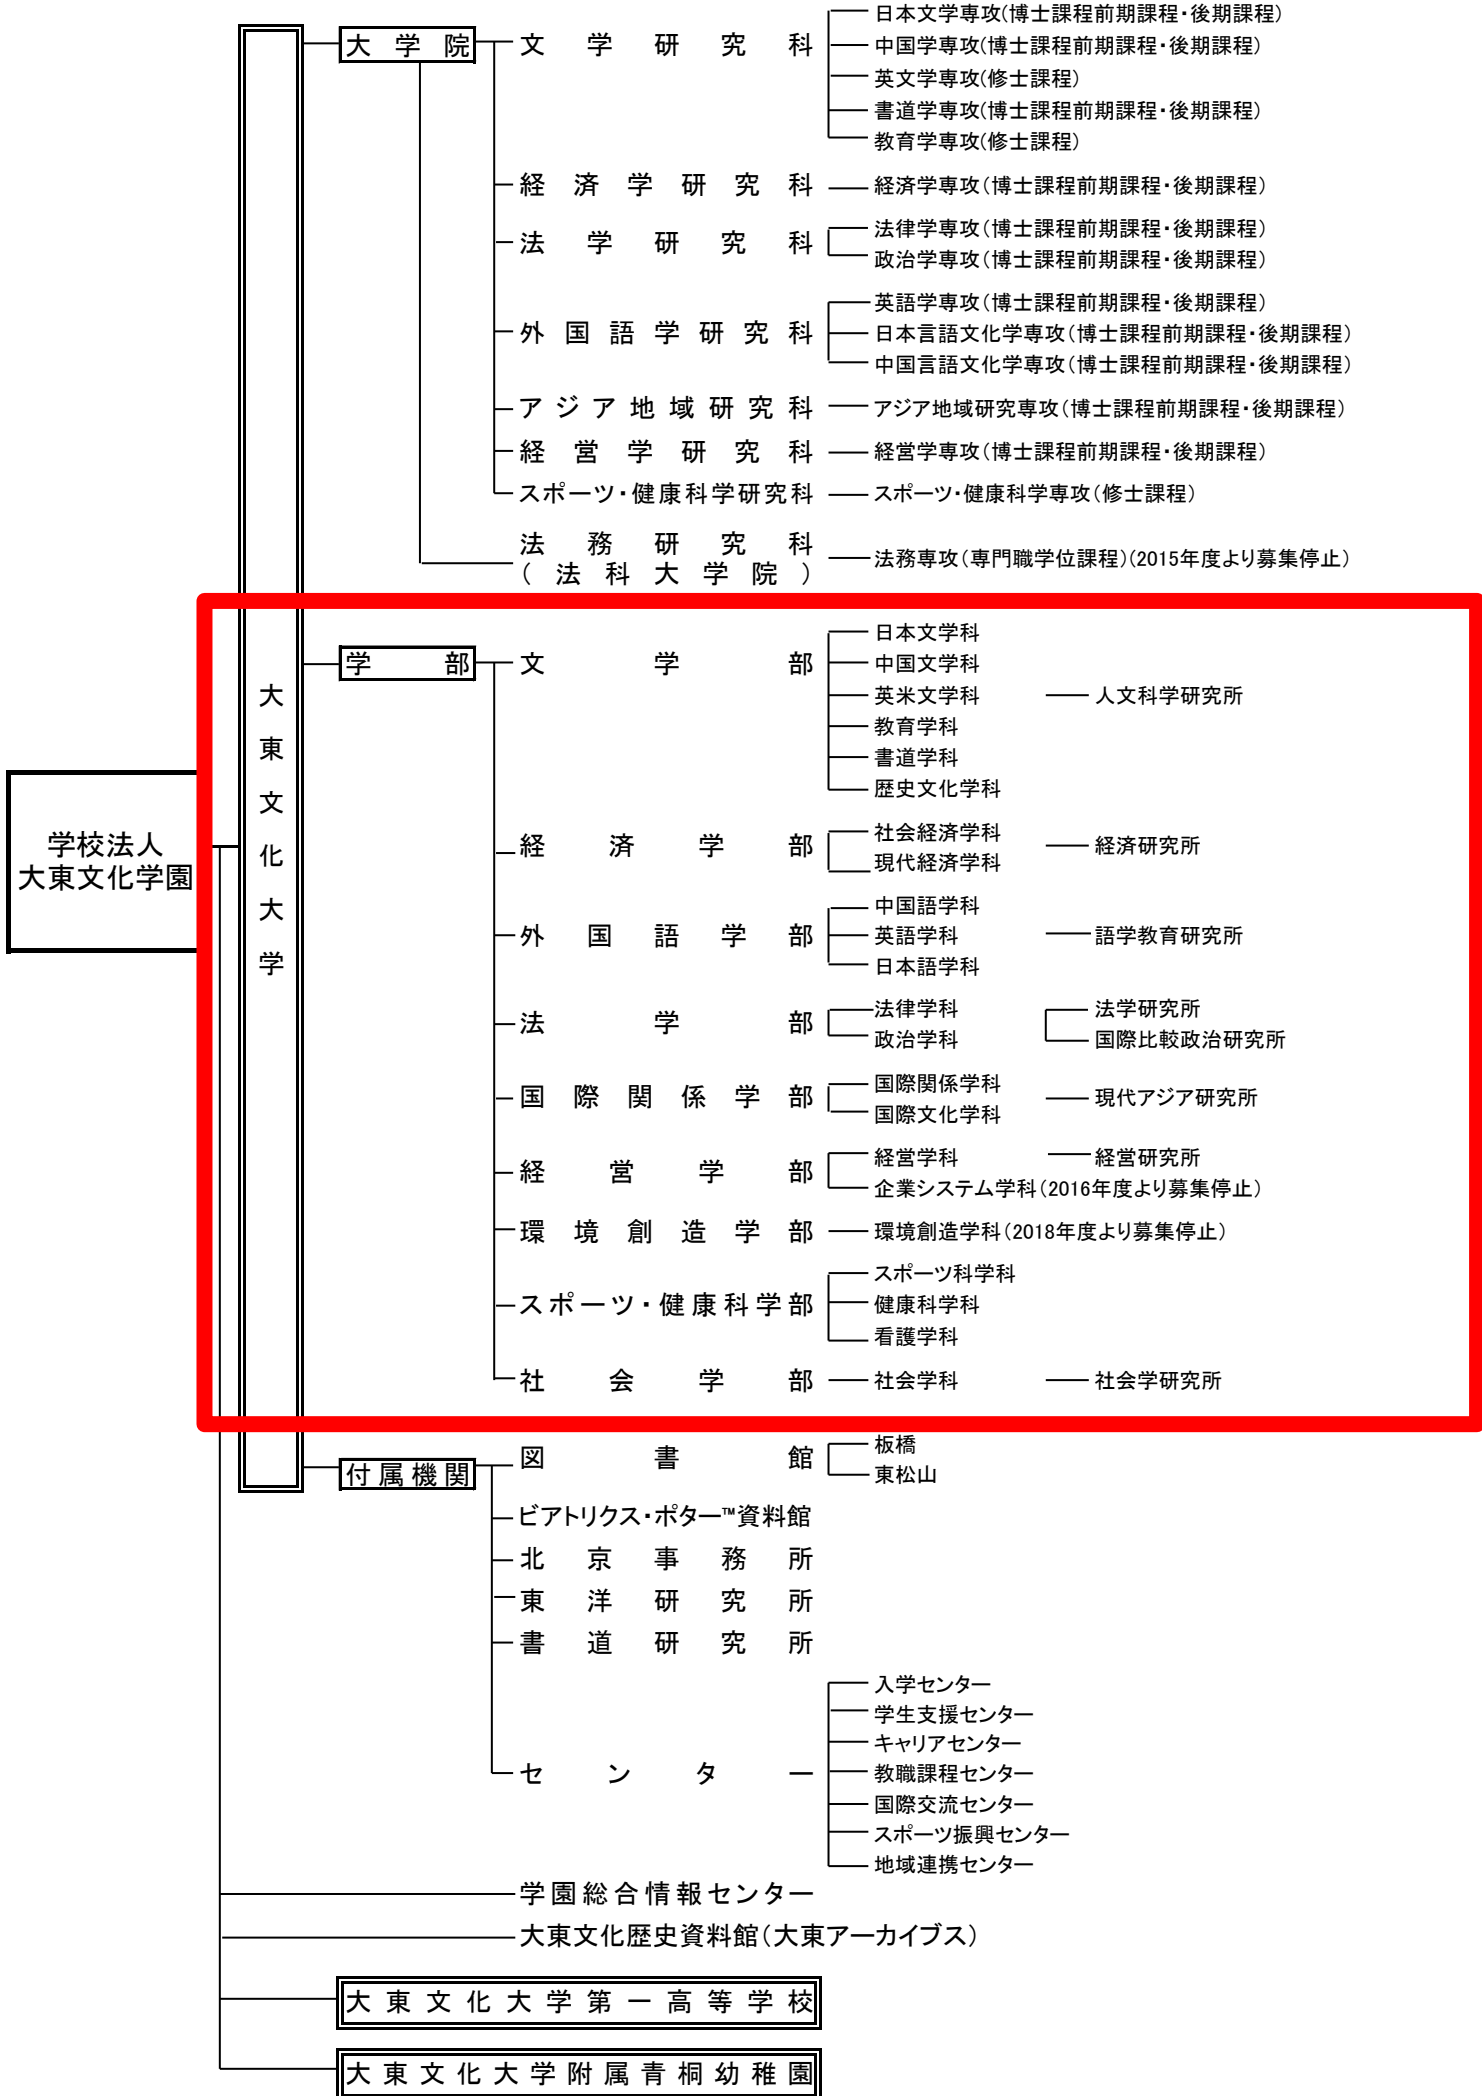 学校法人
大東文化学園
大東文化大学
大学院
文学研究科
日本文学専攻(博士課程前期課程・後期課程)
中国学専攻(博士課程前期課程・後期課程)
英文学専攻(修士課程)
書道学専攻(博士課程前期課程・後期課程)
教育学専攻(修士課程)
経済学研究科
経済学専攻(博士課程前期課程・後期課程)
法学研究科
法律学専攻(博士課程前期課程・後期課程)
政治学専攻(博士課程前期課程・後期課程)
外国語学研究科
英語学専攻(博士課程前期課程・後期課程)
日本言語文化学専攻(博士課程前期課程・後期課程)
中国言語文化学専攻(博士課程前期課程・後期課程)
アジア地域研究科
アジア地域研究専攻(博士課程前期課程・後期課程)
経営学研究科
経営学専攻(博士課程前期課程・後期課程)
スポーツ・健康科学研究科
スポーツ・健康科学専攻(修士課程)
法務研究科
(法科大学院)
法務専攻(専門職学位課程)(2015年度より募集停止)
学部
文学部
日本文学科
中国文学科
英米文学科
教育学科
書道学科
歴史文化学科
人文科学研究所
経済学部
社会経済学科
現代経済学科
経済研究所
外国語学部
中国語学科
英語学科
日本語学科
語学教育研究所
法学部
法律学科
政治学科
法学研究所
国際比較政治研究所
国際関係学部
国際関係学科
国際文化学科
現代アジア研究所
経営学部
経営学科
経営研究所
企業システム学科(2016年度より募集停止)
環境創造学部
環境創造学科(2018年度より募集停止)
スポーツ・健康科学部
スポーツ科学科
健康科学科
看護学科
社会学部
社会学科
社会学研究所
付属機関
図書館
板橋
東松山
ビアトリクス・ポター™資料館
北京事務所
東洋研究所
書道研究所
センター
入学センター
学生支援センター
キャリアセンター
教職課程センター
国際交流センター
スポーツ振興センター
地域連携センター
学園総合情報センター
大東文化歴史資料館(大東アーカイブス)
大東文化大学第一高等学校
大東文化大学附属青桐幼稚園